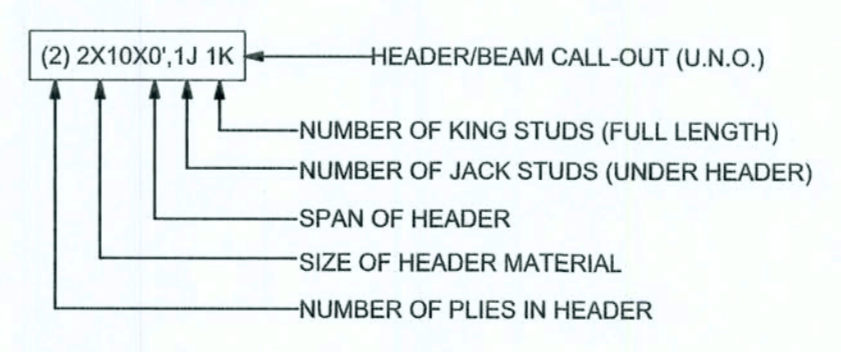 (2) 2X10X0',1J 1K HEADER/BEAM CALL-OUT (U.N.O.)
NUMBER OF KING STUDS (FULL LENGTH)
NUMBER OF JACK STUDS (UNDER HEADER)
SPAN OF HEADER
SIZE OF HEADER MATERIAL
NUMBER OF PLIES IN HEADER